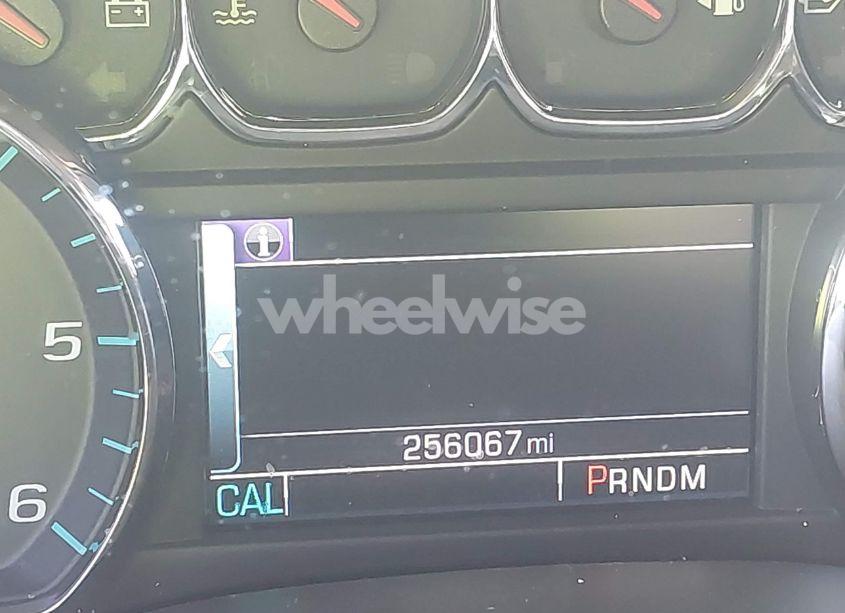 wheelwise
5
256067 mi
6
CAL
PRNDM